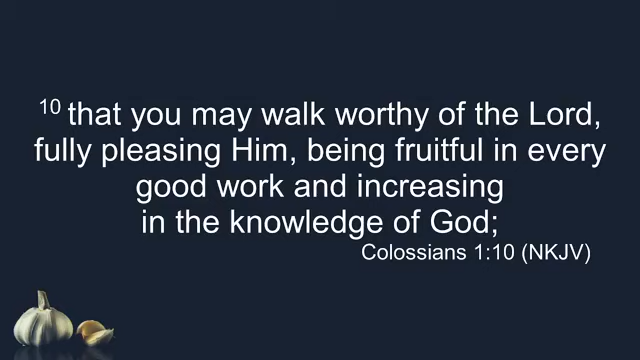 10 that you may walk worthy of the Lord,
fully pleasing Him, being fruitful in every
good work and increasing
in the knowledge of God;
Colossians 1:10 (NKJV)